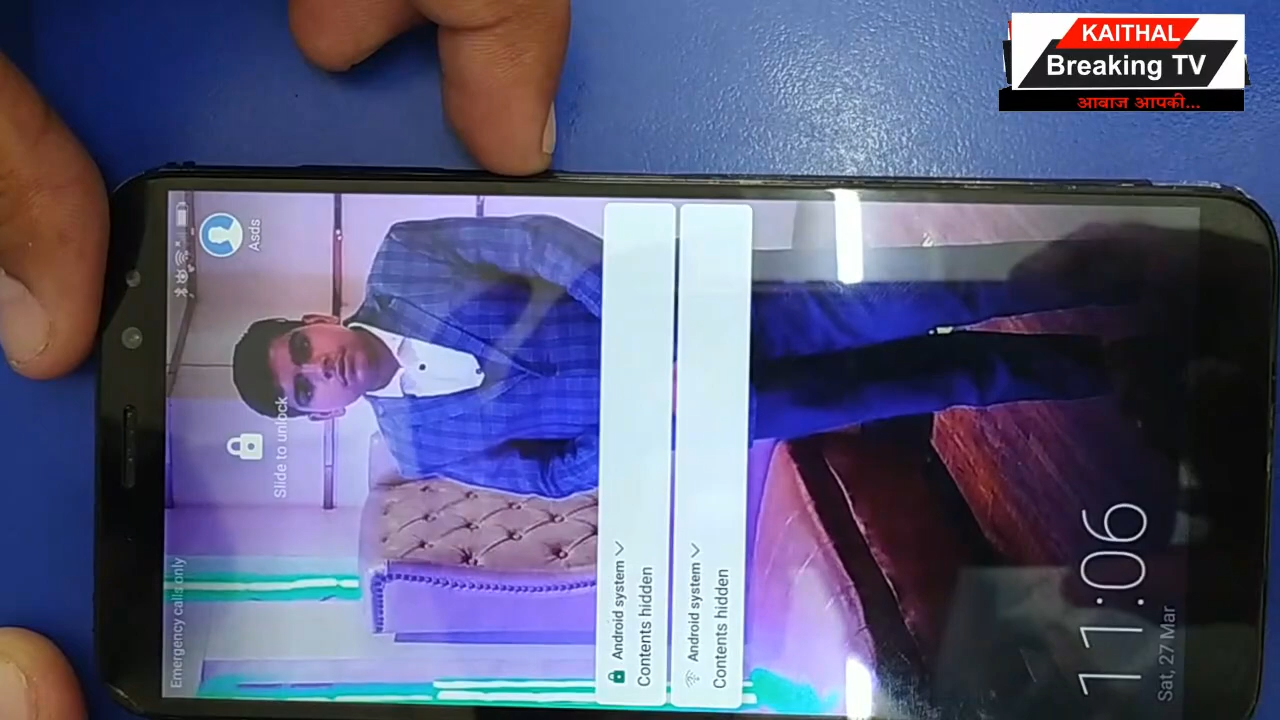 KAITHAL
Breaking TV
आवाज आपकी...
Emergency calls only
Asds
Slide to unlock
Android system
Contents hidden
Android system
Contents hidden
11:06
Sat, 27 Mar